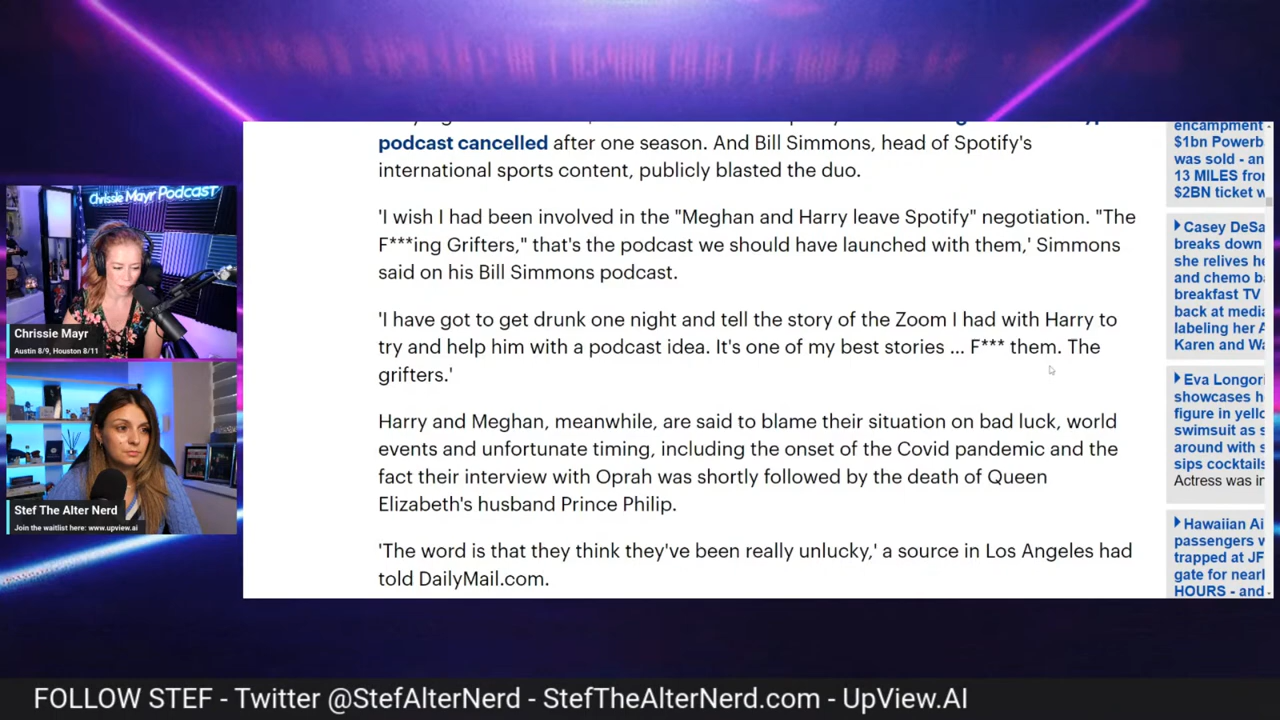 podcast cancelled after one season. And Bill Simmons, head of Spotify's
international sports content, publicly blasted the duo.
'I wish I had been involved in the "Meghan and Harry leave Spotify" negotiation. "The
F***ing Grifters," that's the podcast we should have launched with them,' Simmons
said on his Bill Simmons podcast.
'I have got to get drunk one night and tell the story of the Zoom I had with Harry to
try and help him with a podcast idea. It's one of my best stories ... F*** them. The
grifters.'
Harry and Meghan, meanwhile, are said to blame their situation on bad luck, world
events and unfortunate timing, including the onset of the Covid pandemic and the
fact their interview with Oprah was shortly followed by the death of Queen
Elizabeth's husband Prince Philip.
'The word is that they think they've been really unlucky,' a source in Los Angeles had
told DailyMail.com.
encampment
$1bn Powerb
was sold - an
13 MILES fro
$2BN ticket w
Casey DeSa
breaks down
she relives he
and chemo ba
breakfast TV
back at media
labeling her A
Karen and Wa
Eva Longori
showcases h
figure in yello
swimsuit as s
around with s
sips cocktails
Actress was in
Hawaiian Ai
passengers w
trapped at JF
gate for nearl
HOURS - and
Chrissie Mayr Podcast
Chrissie Mayr
Austin 8/9, Houston 8/11
Stef The Alter Nerd
Join the waitlist here: www.upview.ai
FOLLOW STEF - Twitter @StefAlterNerd - StefTheAlterNerd.com - UpView.AI